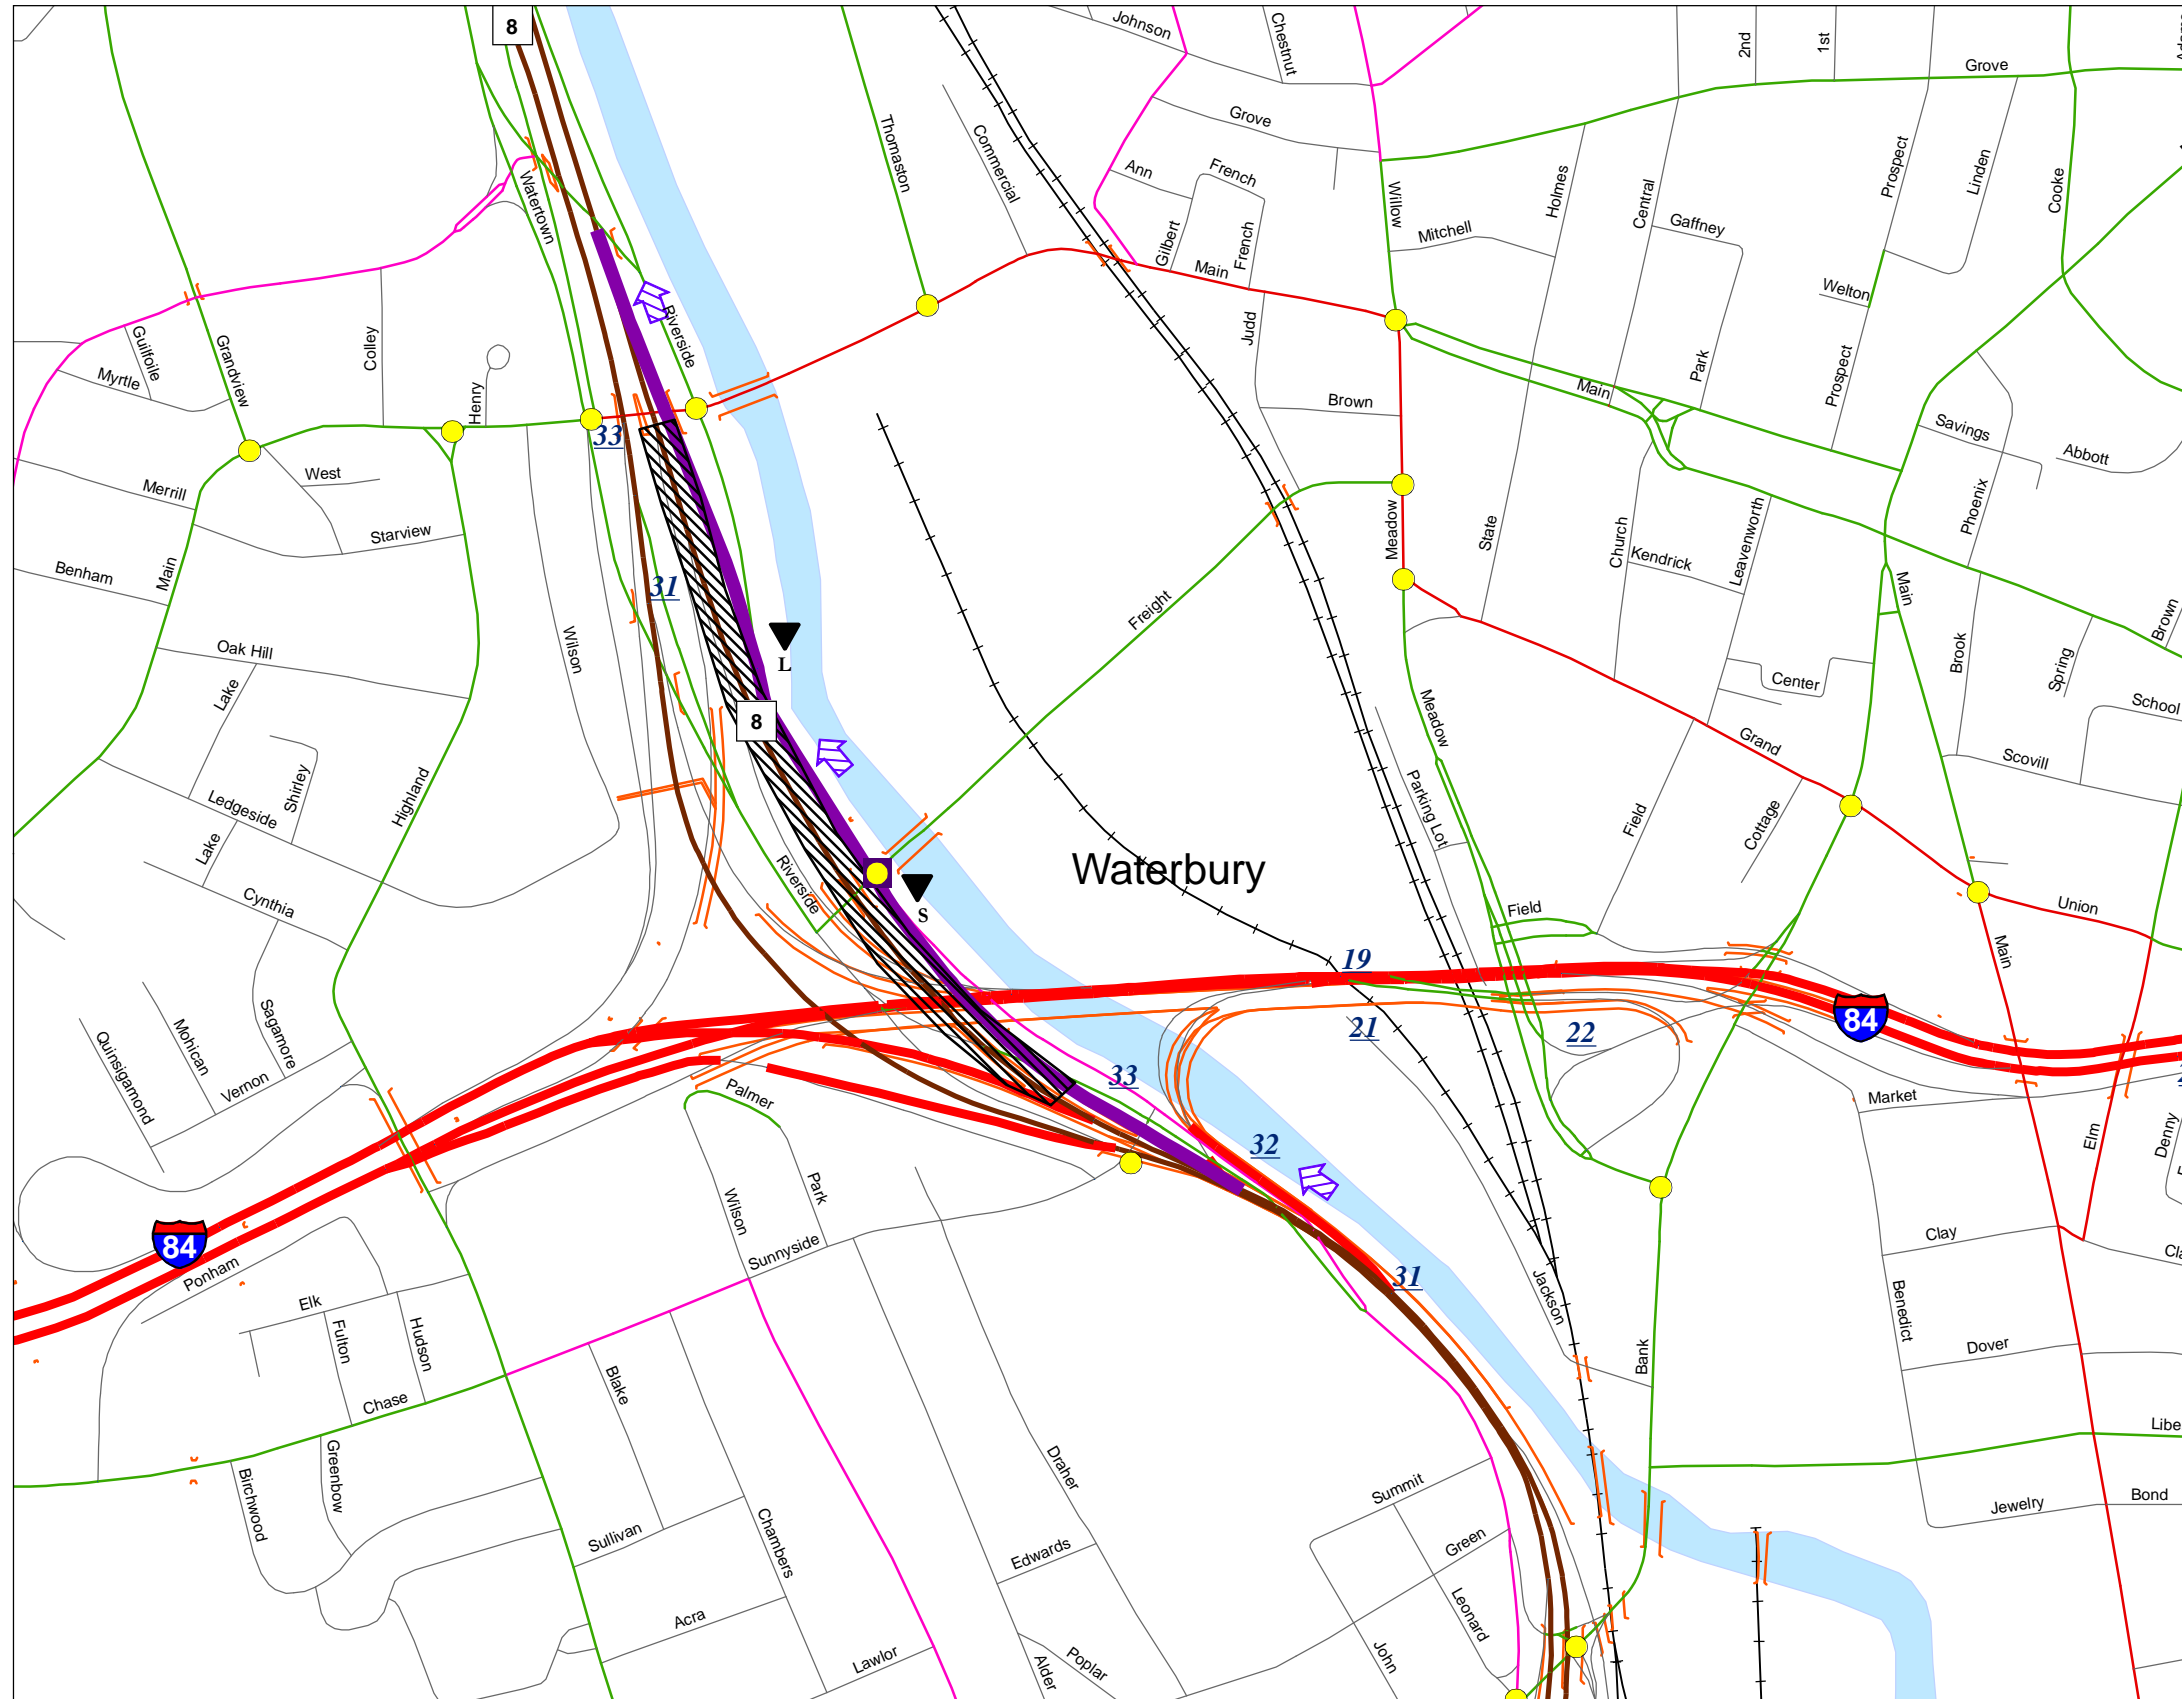 8
Johnson
Chestnut
2nd
1st
Grove
Thomaston
Commercial
Grove
Ann
French
Gilbert
French
Main
Willow
Mitchell
Holmes
Central
Gaffney
Prospect
Linden
Cooke
Welton
Watertown
Riverside
Guilfoile
Myrtle
Grandview
Colley
Henry
Judd
Brown
Main
Park
Prospect
Savings
Abbott
33
West
Merrill
Starview
Benham
Main
31
Wilson
Oak Hill
Lake
Meadow
State
Church
Kendrick
Leavenworth
Phoenix
Main
Brook
Spring
Brown
School
Scovill
Center
Freight
L
8
Meadow
Parking Lot
Grand
Field
Cottage
Shirley
Ledgeside
Lake
Highland
Cynthia
Riverside
S
Waterbury
Field
Union
Main
19
21
22
84
Quinsigamond
Mohican
Sagamore
Vernon
Palmer
33
32
Market
Elm
Denny
84
Ponham
Wilson
Park
Sunnyside
31
Jackson
Clay
Cla
Benedict
Bank
Dover
Elk
Fulton
Hudson
Chase
Blake
Greenbow
Birchwood
Draher
Libe
Summit
Jewelry
Bond
Green
Sullivan
Chambers
Edwards
Leonard
Acra
Lawlor
Alder
Poplar
John